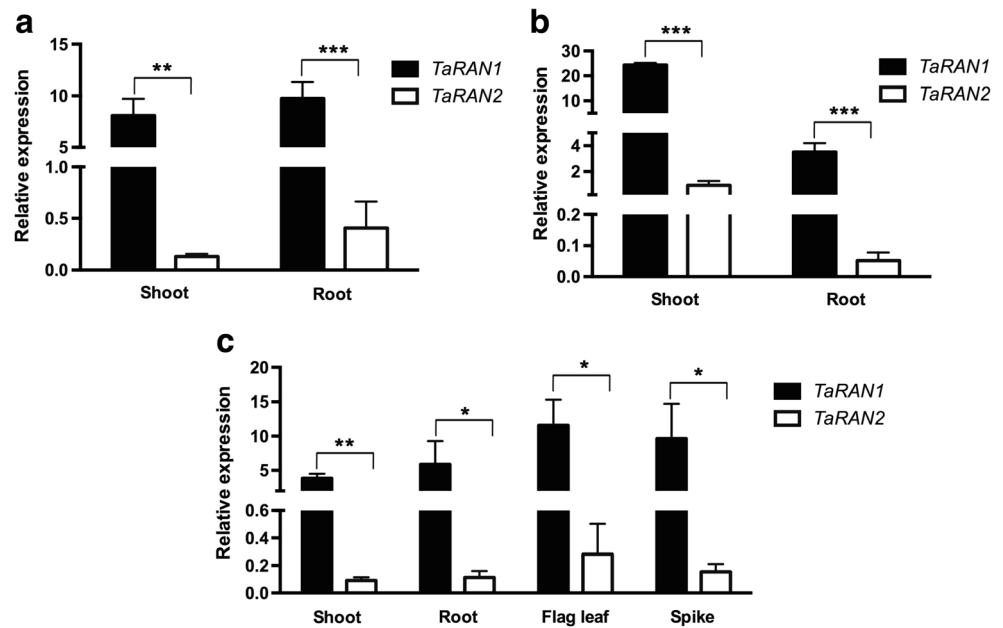 a
Relative expression
15
10
5
1.0
0.5
0.0
**
***
TaRAN1
TaRAN2
Shoot Root
b
Relative expression
30
20
10
4
2
0.2
0.1
0.0
***
***
TaRAN1
TaRAN2
Shoot Root
c
Relative expression
20
15
10
5
0.6
0.4
0.2
0.0
**
*
*
*
TaRAN1
TaRAN2
Shoot Root Flag leaf Spike